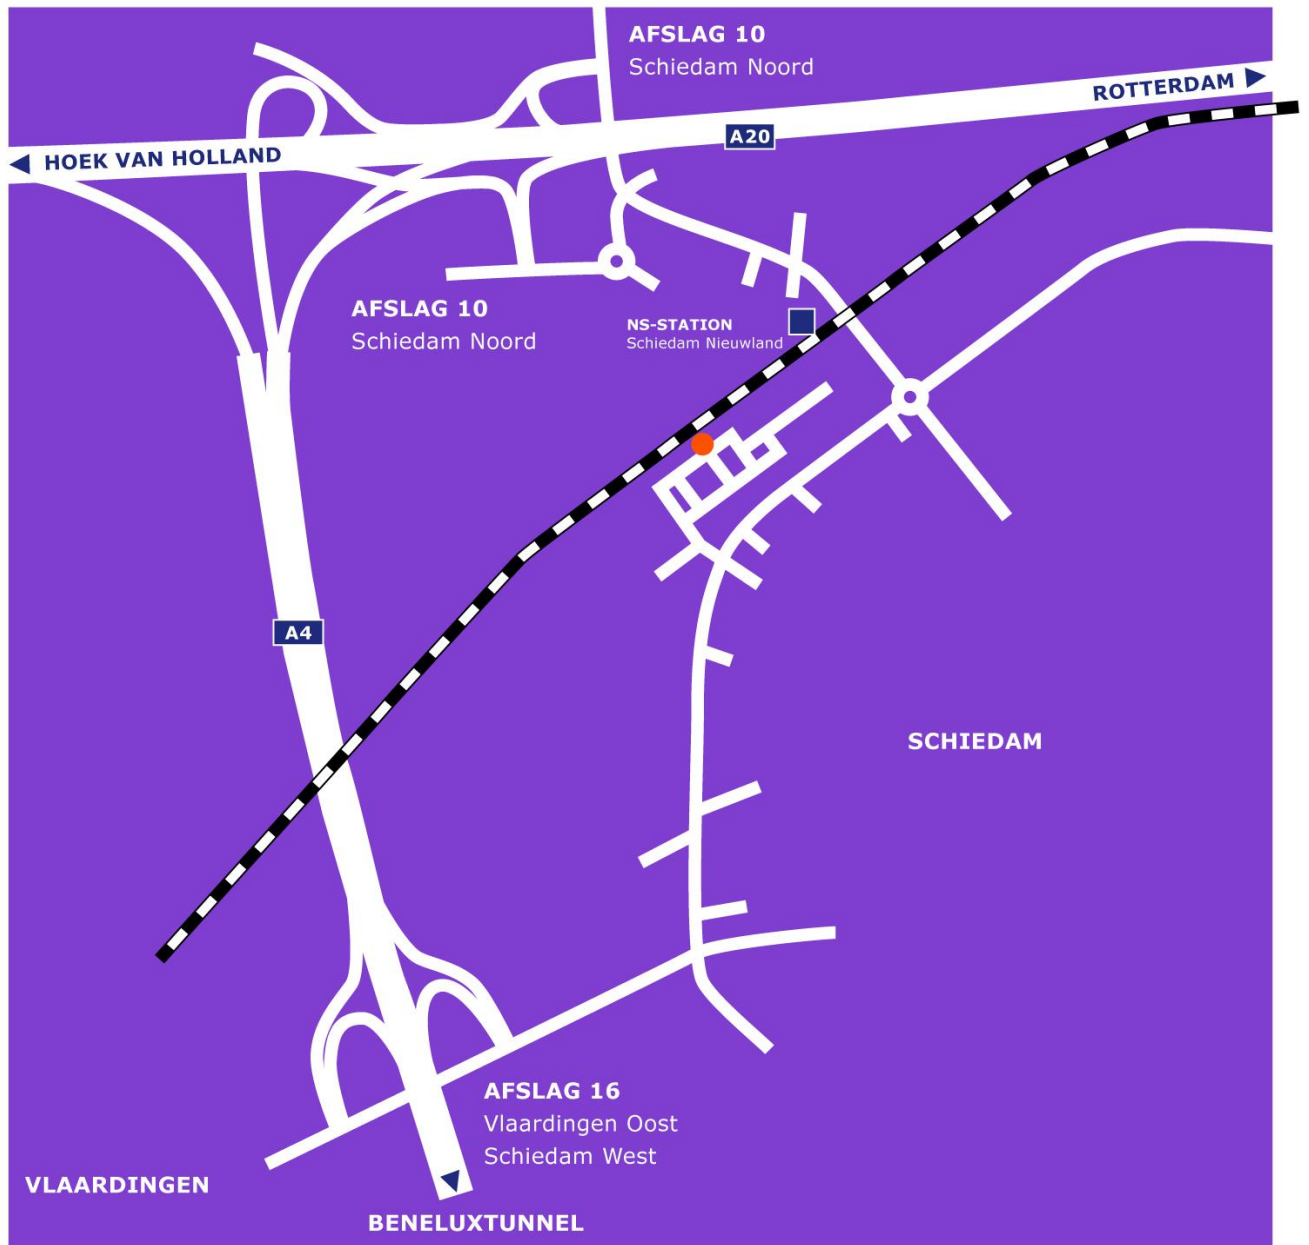 AFSLAG 10
Schiedam Noord
ROTTERDAM
A20
HOEK VAN HOLLAND
AFSLAG 10
Schiedam Noord
NS-STATION
Schiedam Nieuwland
A4
SCHIEDAM
AFSLAG 16
Vlaardingen Oost
Schiedam West
VLAARDINGEN
BENELUXTUNNEL